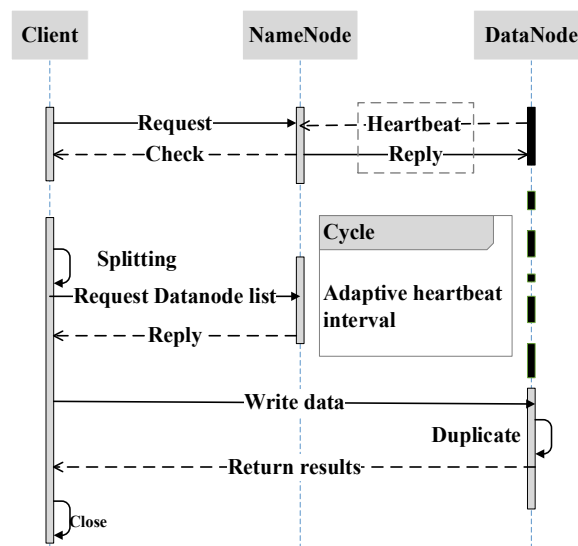 Client
NameNode
DataNode
Request
Heartbeat
Check
Reply
Cycle
Splitting
Adaptive heartbeat
interval
Request Datanode list
Reply
Write data
Duplicate
Return results
Close